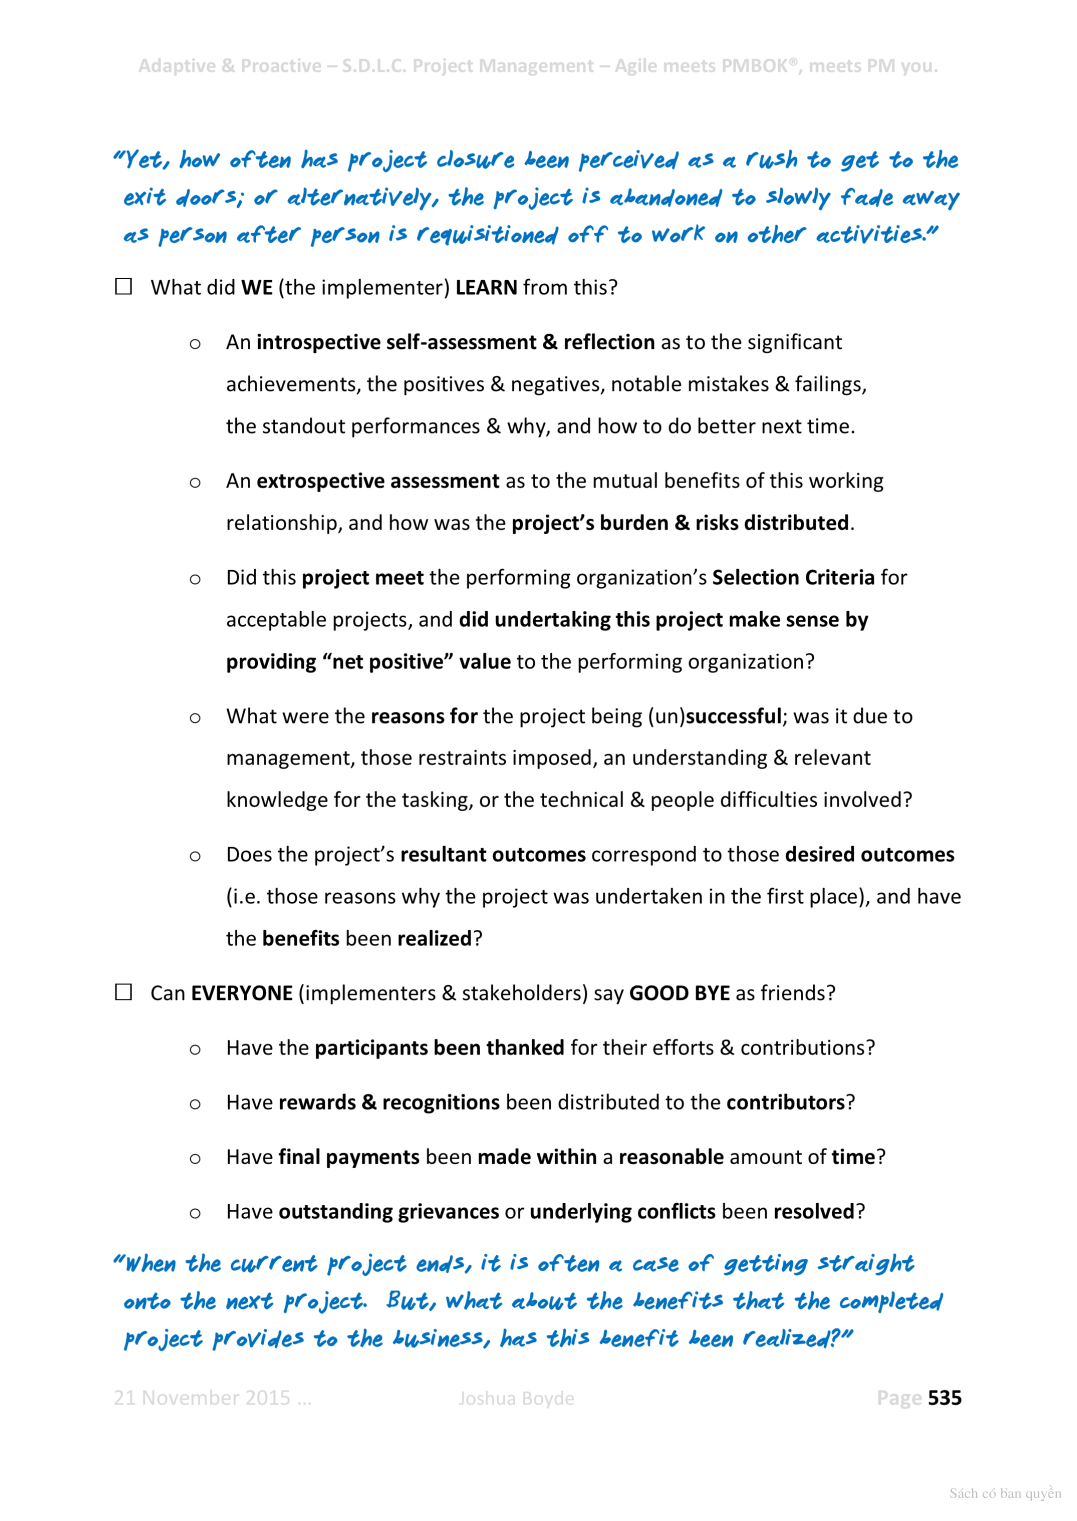 Adaptive & Proactive – S.D.L.C. Project Management – Agile meets PMBOK®, meets PM you.
"Yet, how often has project closure been perceived as a rush to get to the
exit doors; or alternatively, the project is abandoned to slowly fade away
as person after person is requisitioned off to work on other activities."
☐ What did WE (the implementer) LEARN from this?
o An introspective self-assessment & reflection as to the significant
achievements, the positives & negatives, notable mistakes & failings,
the standout performances & why, and how to do better next time.
o An extrospective assessment as to the mutual benefits of this working
relationship, and how was the project's burden & risks distributed.
o Did this project meet the performing organization's Selection Criteria for
acceptable projects, and did undertaking this project make sense by
providing "net positive" value to the performing organization?
o What were the reasons for the project being (un)successful; was it due to
management, those restraints imposed, an understanding & relevant
knowledge for the tasking, or the technical & people difficulties involved?
o Does the project's resultant outcomes correspond to those desired outcomes
(i.e. those reasons why the project was undertaken in the first place), and have
the benefits been realized?
☐ Can EVERYONE (implementers & stakeholders) say GOOD BYE as friends?
o Have the participants been thanked for their efforts & contributions?
o Have rewards & recognitions been distributed to the contributors?
o Have final payments been made within a reasonable amount of time?
o Have outstanding grievances or underlying conflicts been resolved?
"When the current project ends, it is often a case of getting straight
onto the next project. But, what about the benefits that the completed
project provides to the business, has this benefit been realized?"
21 November 2015 ... Joshua Boyde Page 535
Sách có bản quyền